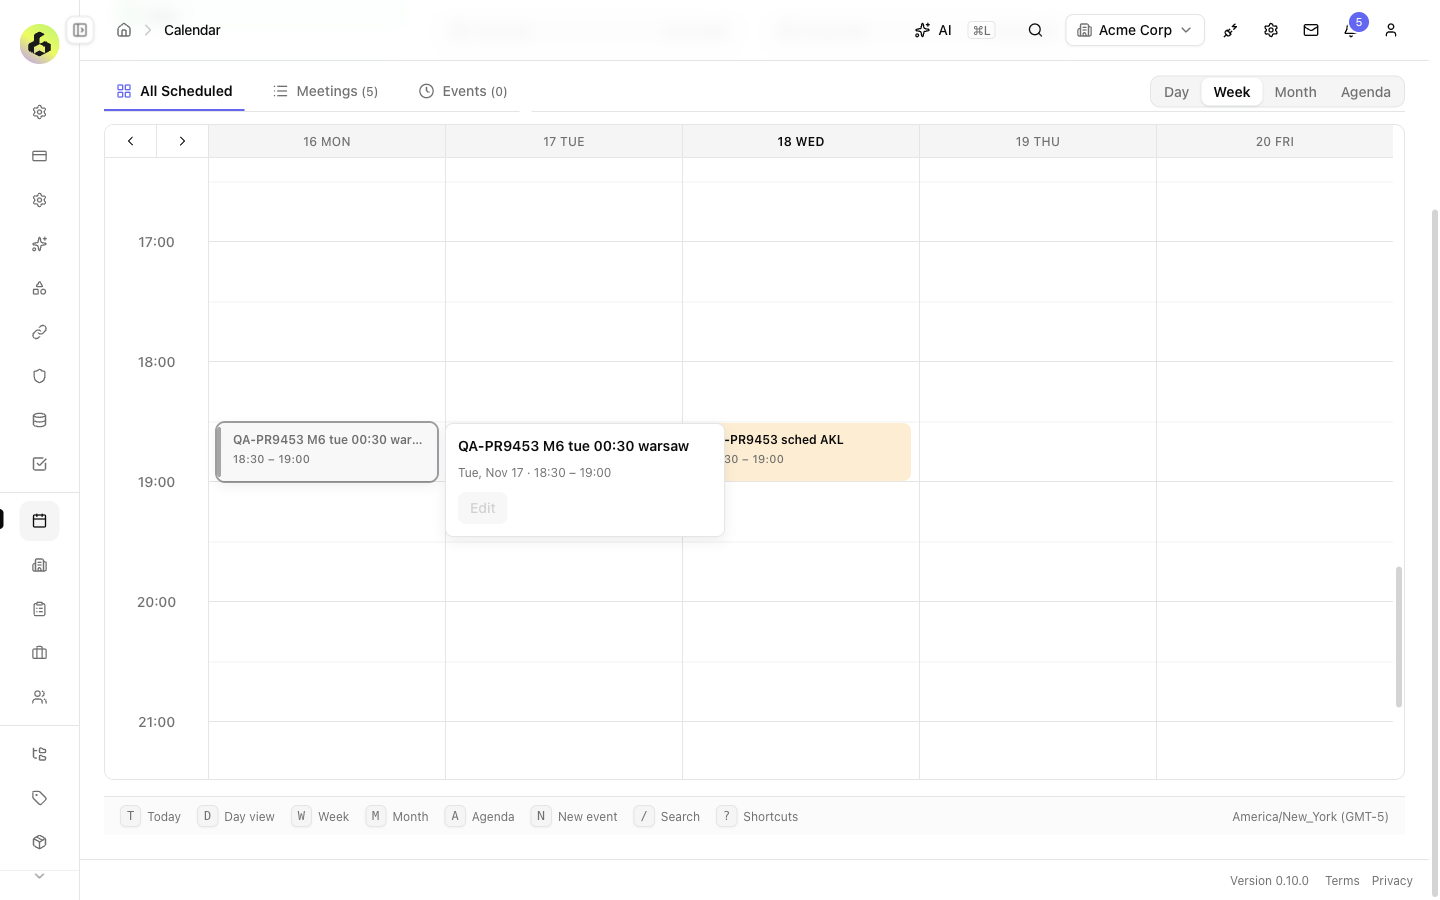 Calendar
AI ⌘L
Acme Corp
5
All Scheduled
Meetings (5)
Events (0)
Day Week Month Agenda
16 MON 17 TUE 18 WED 19 THU 20 FRI
17:00
18:00
QA-PR9453 M6 tue 00:30 war...
18:30 – 19:00
QA-PR9453 M6 tue 00:30 warsaw
Tue, Nov 17 · 18:30 – 19:00
Edit
-PR9453 sched AKL
30 – 19:00
19:00
20:00
21:00
T Today D Day view W Week M Month A Agenda N New event / Search ? Shortcuts
America/New_York (GMT-5)
Version 0.10.0 Terms Privacy